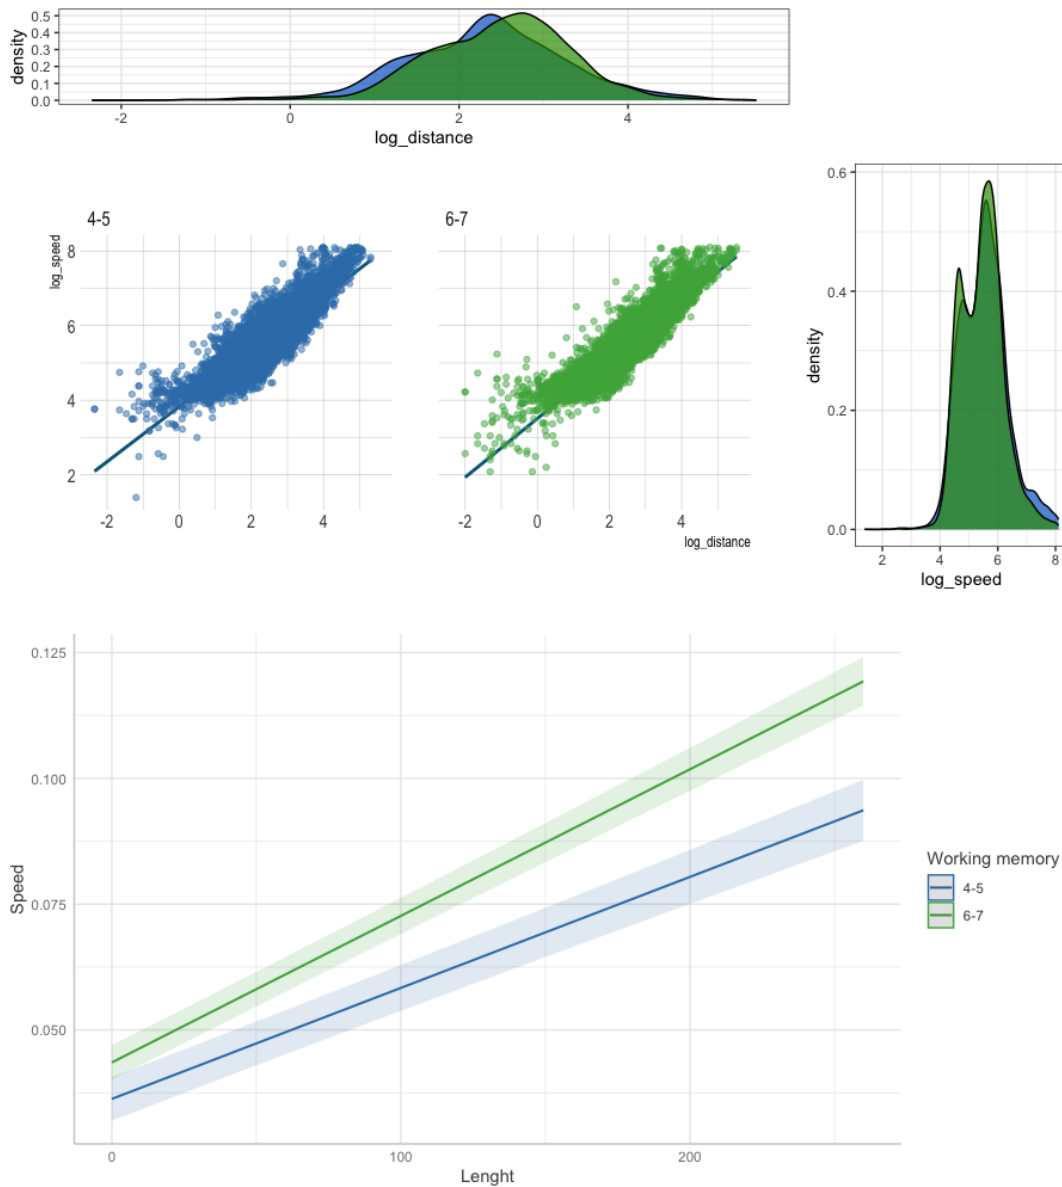 density
0.5
0.4
0.3
0.2
0.1
0.0
-2 0 2 4
log_distance
4-5
6-7
log_speed
8
6
4
2
-2 0 2 4
-2 0 2 4
log_distance
density
0.6
0.4
0.2
0.0
2 4 6 8
log_speed
Speed
0.125
0.100
0.075
0.050
0 100 200
Lenght
Working memory
4-5
6-7